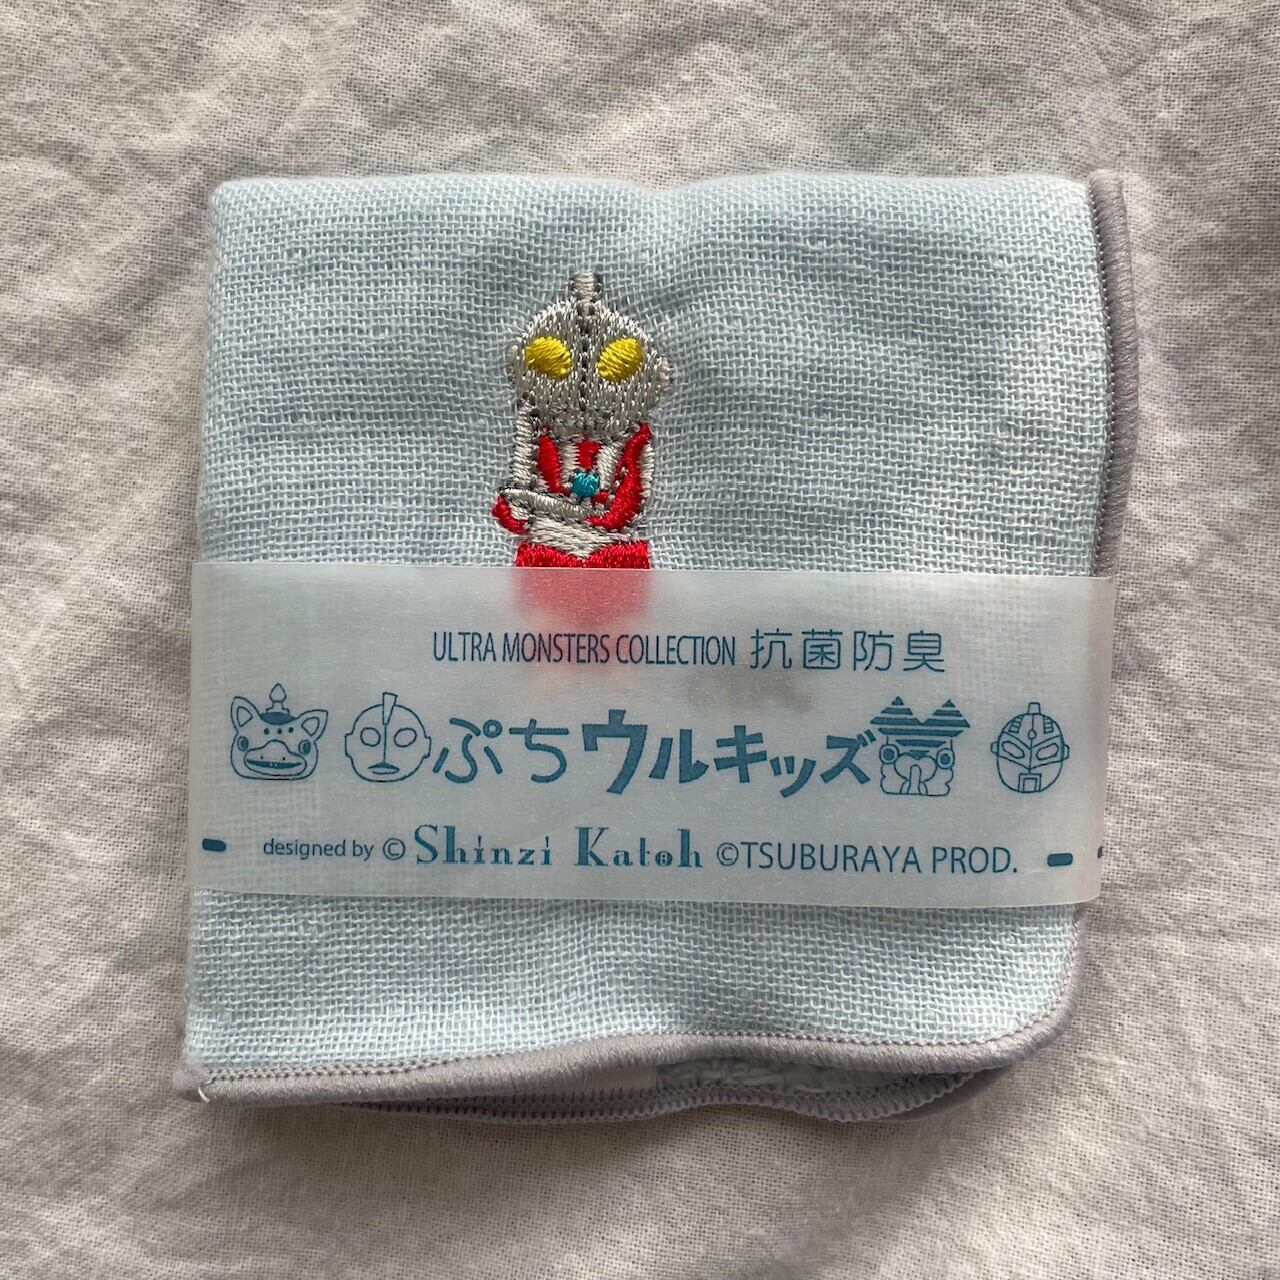 ULTRA MONSTERS COLLECTION 抗菌防臭
ぷちウルキッズ
designed by © Shinzi Katoh ©TSUBURAYA PROD.